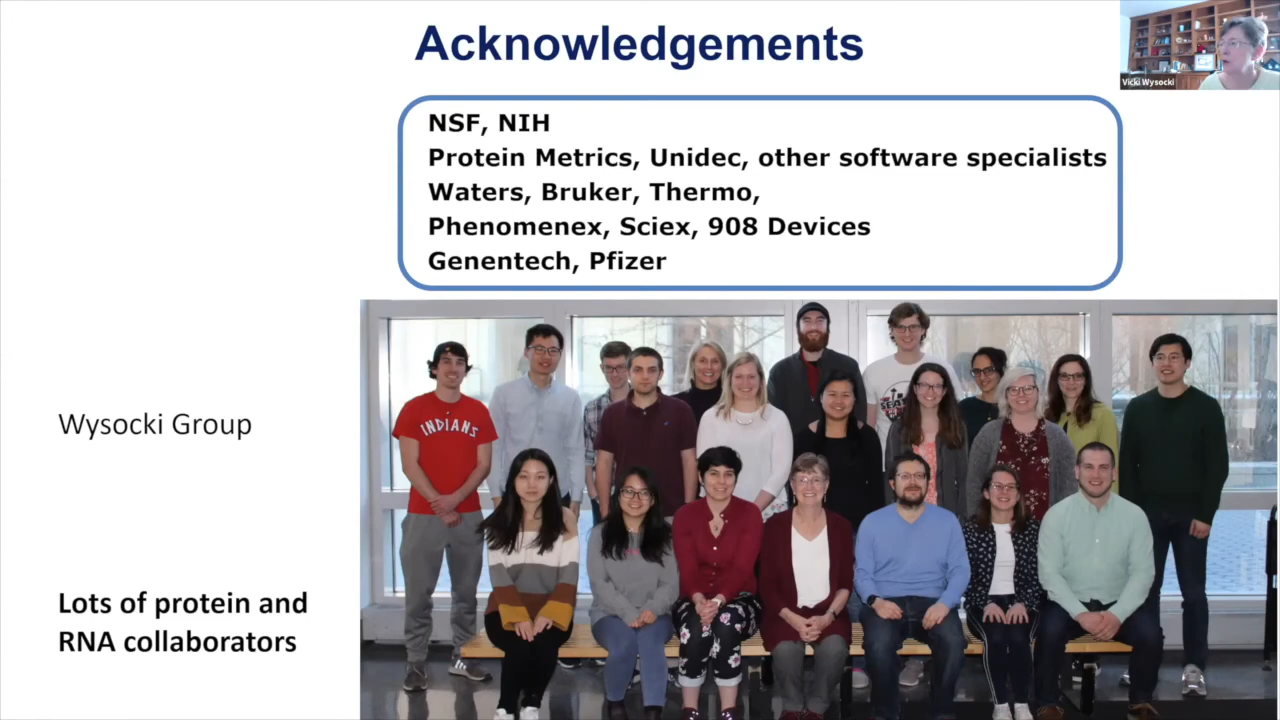 Acknowledgements
Vicki Wysocki
NSF, NIH
Protein Metrics, Unidec, other software specialists
Waters, Bruker, Thermo,
Phenomenex, Sciex, 908 Devices
Genentech, Pfizer
Wysocki Group
INDIANS
Lots of protein and
RNA collaborators